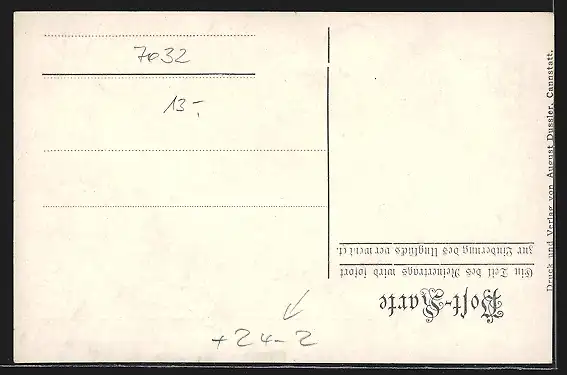 7032
13-
Post-Karte
Ein Teil des Reinertrags wird sofort
zur Linderung des Unglücks verwendet.
Druck und Verlag von August Dussler, Cannstatt.
+24-2